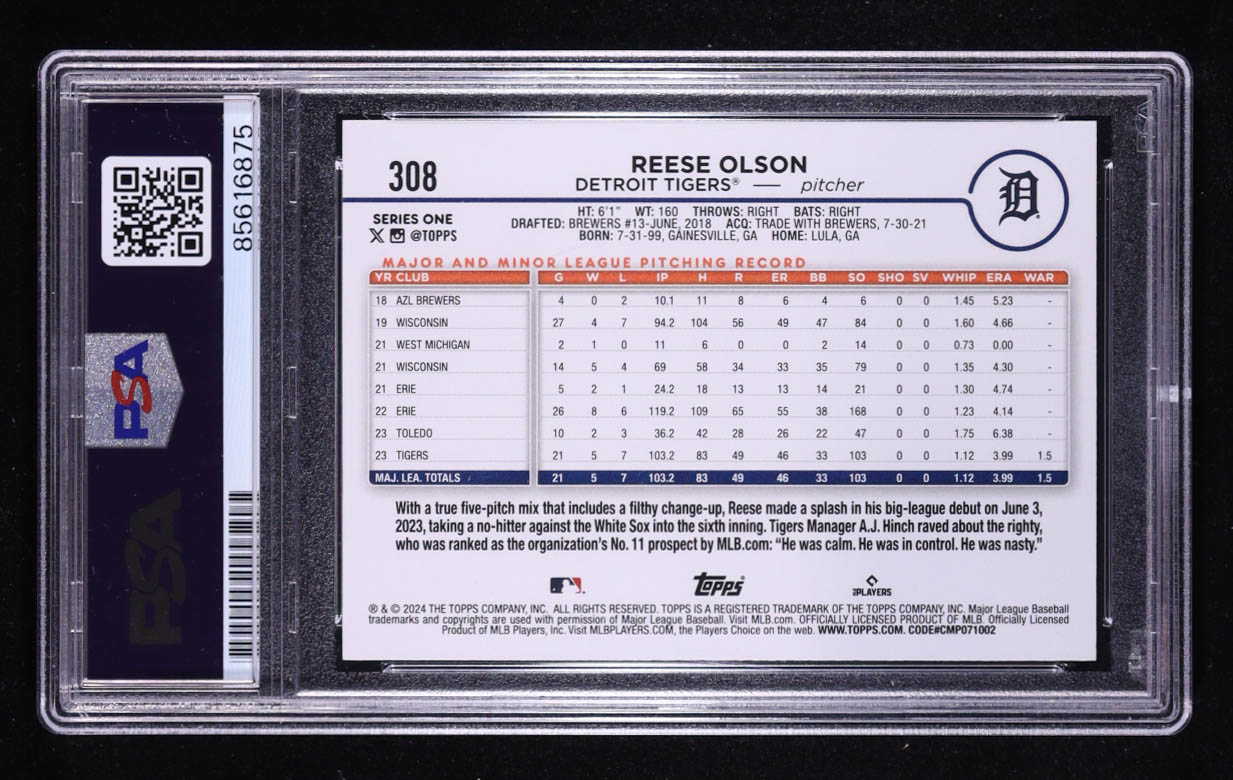 85616875
PSA
PSA
308
REESE OLSON
DETROIT TIGERS® — pitcher
D
SERIES ONE
@TOPPS
HT: 6'1" WT: 160 THROWS: RIGHT BATS: RIGHT
DRAFTED: BREWERS #13-JUNE, 2018 ACQ: TRADE WITH BREWERS, 7-30-21
BORN: 7-31-99, GAINESVILLE, GA HOME: LULA, GA
MAJOR AND MINOR LEAGUE PITCHING RECORD
YR CLUB G W L IP H R ER BB SO SHO SV WHIP ERA WAR
18 AZL BREWERS 4 0 2 10.1 11 8 6 4 6 0 0 1.45 5.23 -
19 WISCONSIN 27 4 7 94.2 104 56 49 47 84 0 0 1.60 4.66 -
21 WEST MICHIGAN 2 1 0 11 6 0 0 2 14 0 0 0.73 0.00 -
21 WISCONSIN 14 5 4 69 58 34 33 35 79 0 0 1.35 4.30 -
21 ERIE 5 2 1 24.2 18 13 13 14 21 0 0 1.30 4.74 -
22 ERIE 26 8 6 119.2 109 65 55 38 168 0 0 1.23 4.14 -
23 TOLEDO 10 2 3 36.2 42 28 26 22 47 0 0 1.75 6.38 -
23 TIGERS 21 5 7 103.2 83 49 46 33 103 0 0 1.12 3.99 1.5
MAJ. LEA. TOTALS 21 5 7 103.2 83 49 46 33 103 0 0 1.12 3.99 1.5
With a true five-pitch mix that includes a filthy change-up, Reese made a splash in his big-league debut on June 3,
2023, taking a no-hitter against the White Sox into the sixth inning. Tigers Manager A.J. Hinch raved about the righty,
who was ranked as the organization's No. 11 prospect by MLB.com: “He was calm. He was in control. He was nasty.”
Topps®
PLAYERS
® & © 2024 THE TOPPS COMPANY, INC. ALL RIGHTS RESERVED. TOPPS IS A REGISTERED TRADEMARK OF THE TOPPS COMPANY, INC. Major League Baseball
trademarks and copyrights are used with permission of Major League Baseball. Visit MLB.com. OFFICIALLY LICENSED PRODUCT OF MLB. Officially Licensed
Product of MLB Players, Inc. Visit MLBPLAYERS.COM, the Players Choice on the web. WWW.TOPPS.COM. CODE#CMP071002